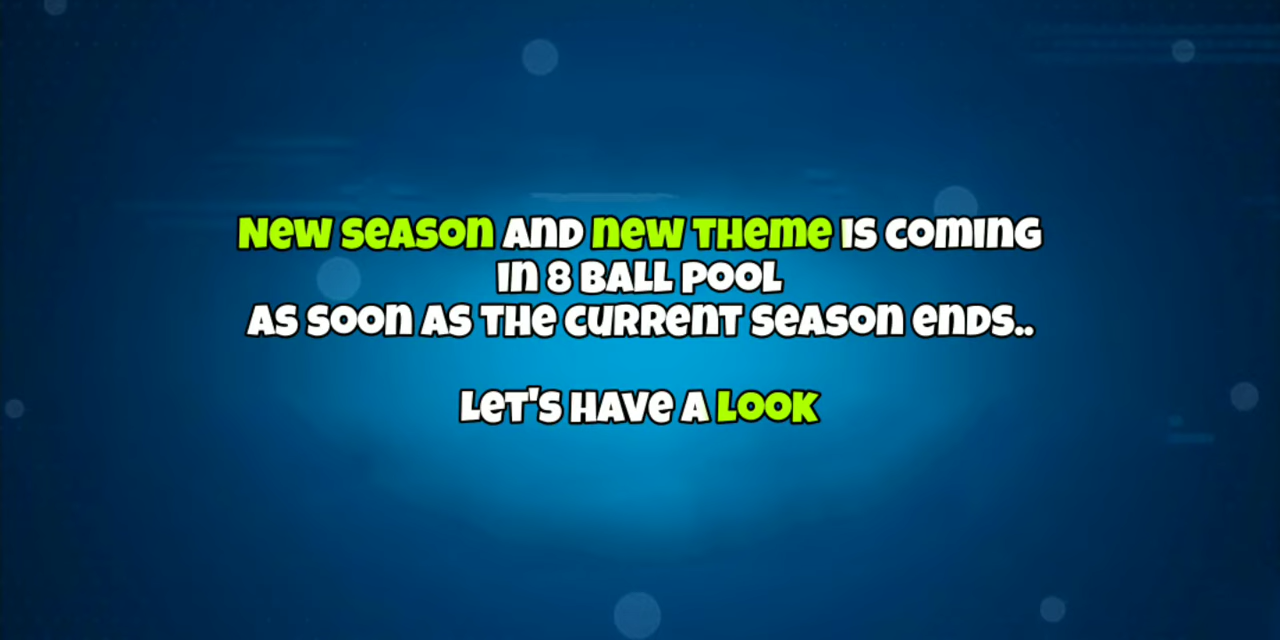 New season and new theme is coming
in 8 ball pool
as soon as the current season ends..
Let's have a look